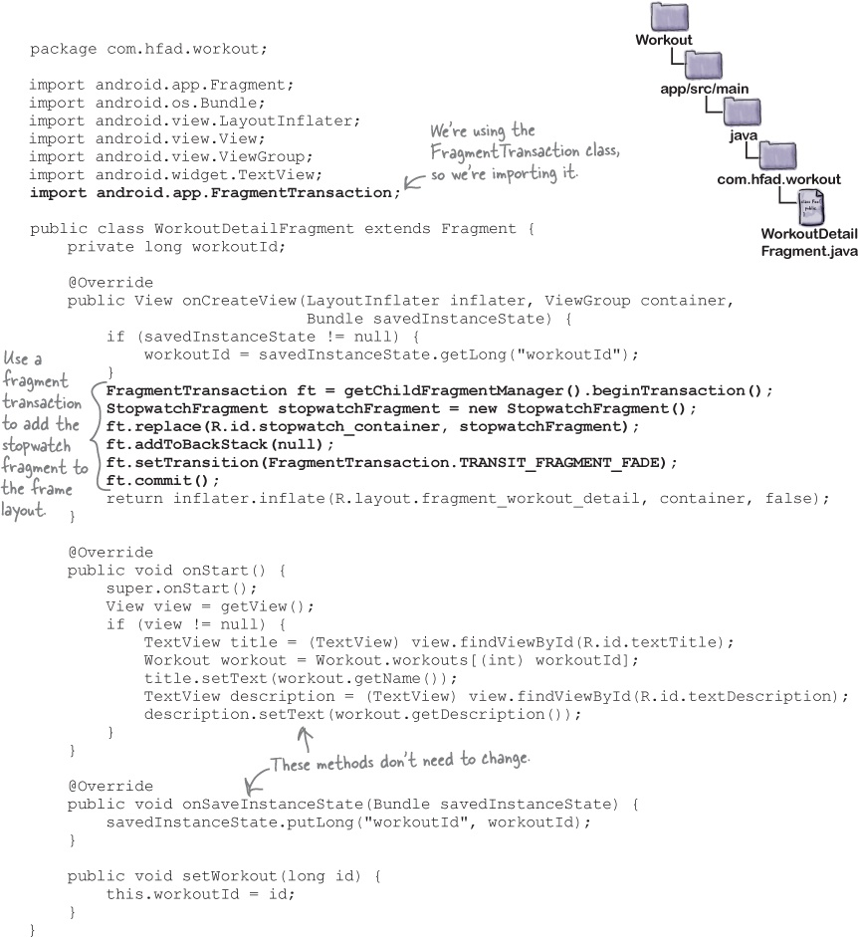 package com.hfad.workout;
import android.app.Fragment;
import android.os.Bundle;
import android.view.LayoutInflater;
import android.view.View;
import android.view.ViewGroup;
import android.widget.TextView;
import android.app.FragmentTransaction;
We're using the
FragmentTransaction class,
so we're importing it.
Workout
app/src/main
java
com.hfad.workout
WorkoutDetail
Fragment.java
public class WorkoutDetailFragment extends Fragment {
    private long workoutId;
    @Override
    public View onCreateView(LayoutInflater inflater, ViewGroup container,
                             Bundle savedInstanceState) {
        if (savedInstanceState != null) {
            workoutId = savedInstanceState.getLong("workoutId");
        }
Use a
fragment
transaction
to add the
stopwatch
fragment to
the frame
layout.
        FragmentTransaction ft = getChildFragmentManager().beginTransaction();
        StopwatchFragment stopwatchFragment = new StopwatchFragment();
        ft.replace(R.id.stopwatch_container, stopwatchFragment);
        ft.addToBackStack(null);
        ft.setTransition(FragmentTransaction.TRANSIT_FRAGMENT_FADE);
        ft.commit();
        return inflater.inflate(R.layout.fragment_workout_detail, container, false);
    }
    @Override
    public void onStart() {
        super.onStart();
        View view = getView();
        if (view != null) {
            TextView title = (TextView) view.findViewById(R.id.textTitle);
            Workout workout = Workout.workouts[(int) workoutId];
            title.setText(workout.getName());
            TextView description = (TextView) view.findViewById(R.id.textDescription);
            description.setText(workout.getDescription());
        }
    }
These methods don't need to change.
    @Override
    public void onSaveInstanceState(Bundle savedInstanceState) {
        savedInstanceState.putLong("workoutId", workoutId);
    }
    public void setWorkout(long id) {
        this.workoutId = id;
    }
}